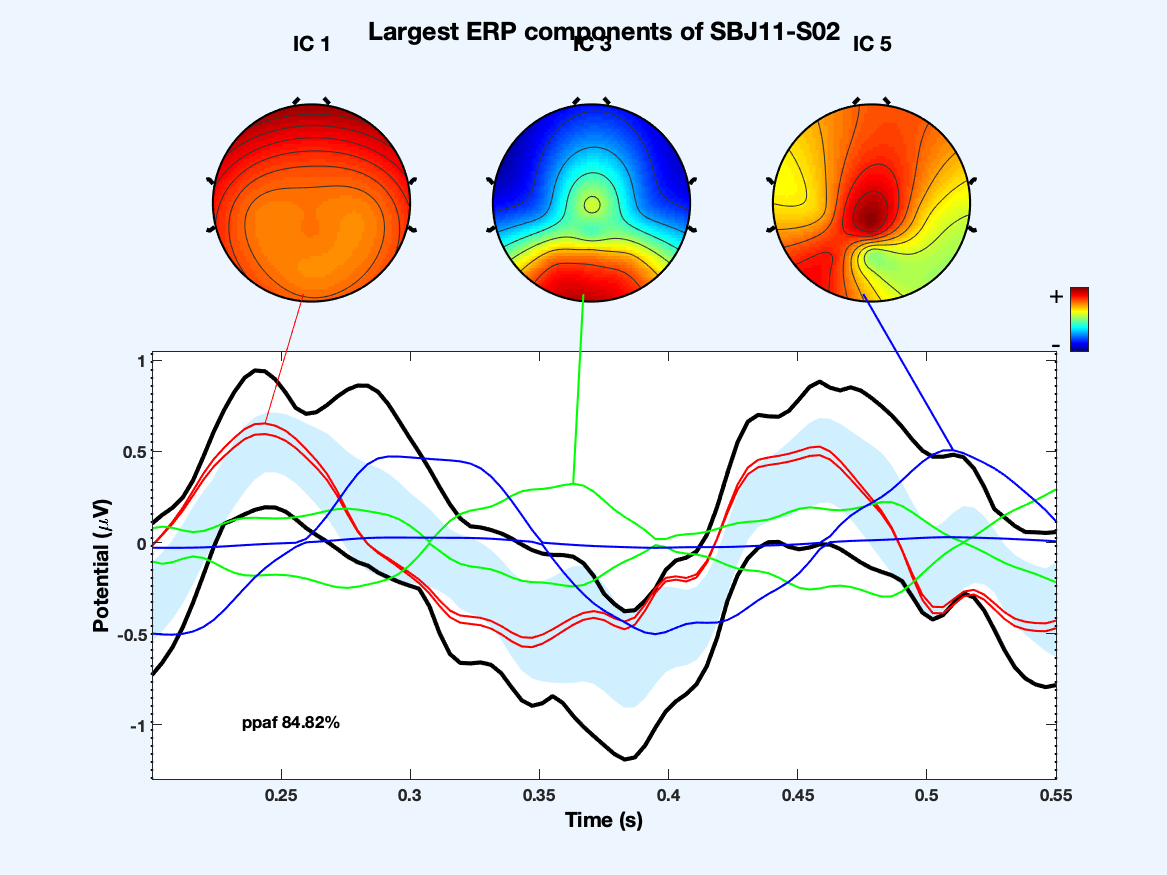 Largest ERP components of SBJ11-S02
IC 1
IC 3
IC 5
+
-
1
0.5
0
-0.5
-1
Potential (μV)
ppaf 84.82%
0.25
0.3
0.35
0.4
0.45
0.5
0.55
Time (s)